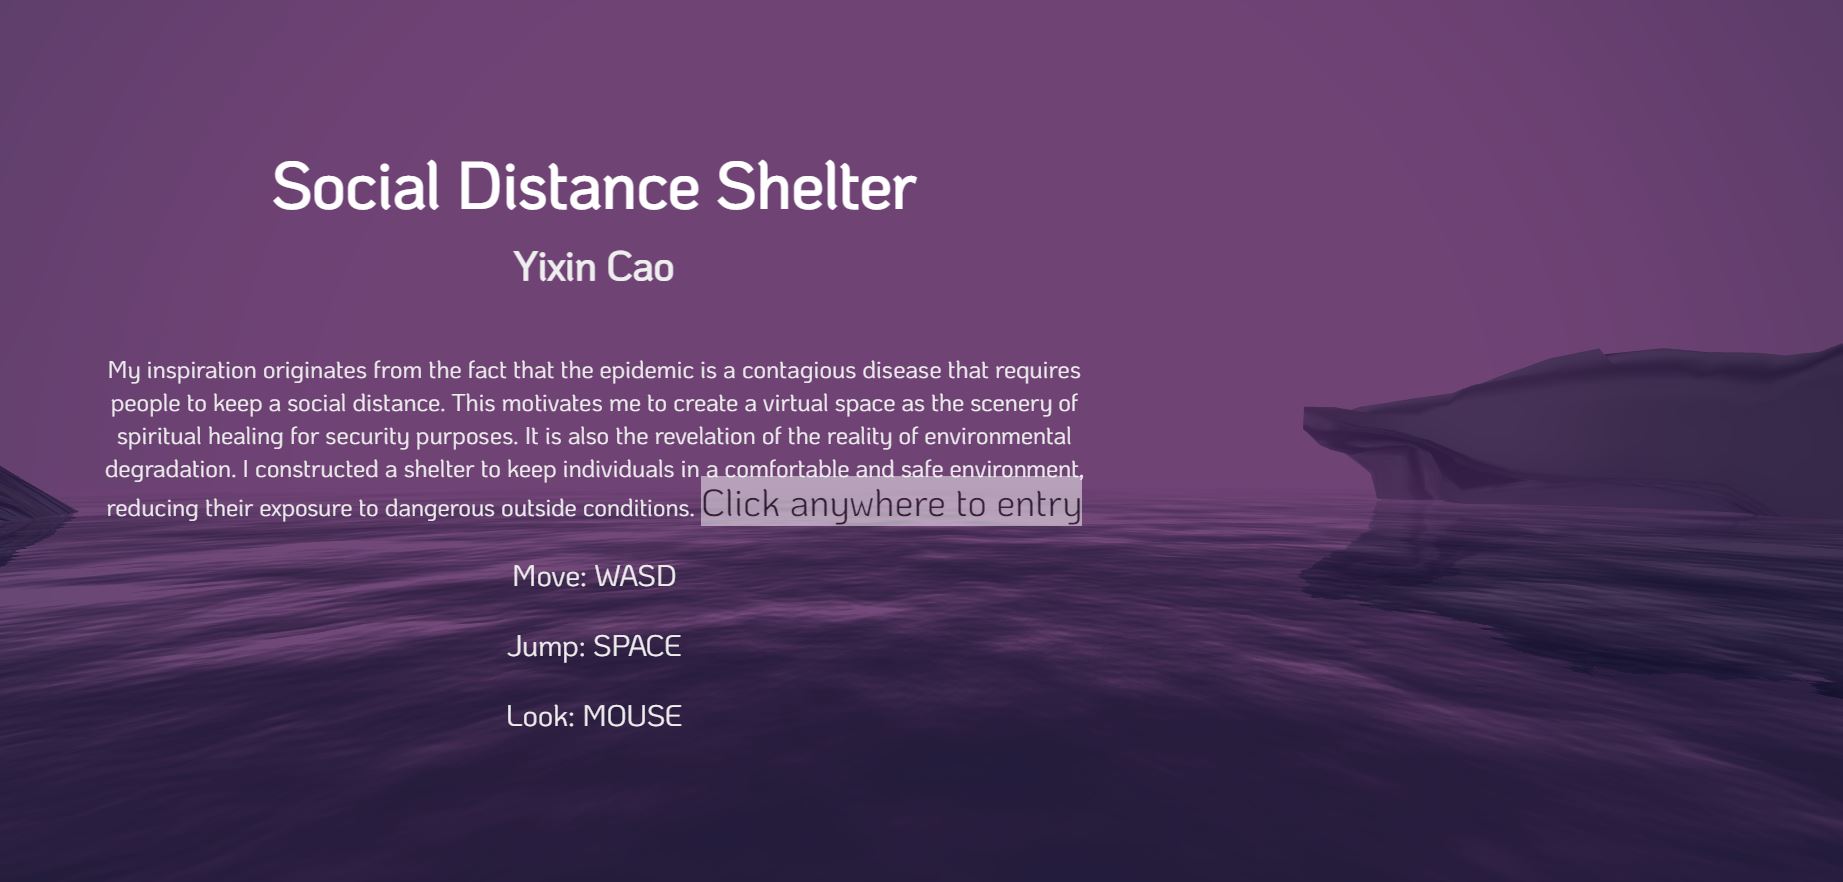 Social Distance Shelter
Yixin Cao
My inspiration originates from the fact that the epidemic is a contagious disease that requires
people to keep a social distance. This motivates me to create a virtual space as the scenery of
spiritual healing for security purposes. It is also the revelation of the reality of environmental
degradation. I constructed a shelter to keep individuals in a comfortable and safe environment,
reducing their exposure to dangerous outside conditions. Click anywhere to entry
Move: WASD
Jump: SPACE
Look: MOUSE